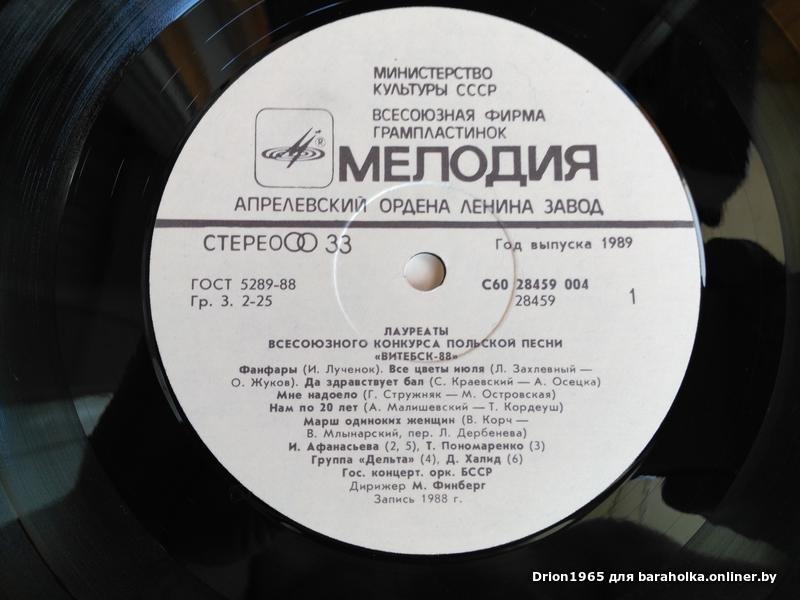 МИНИСТЕРСТВО
КУЛЬТУРЫ СССР
ВСЕСОЮЗНАЯ ФИРМА
ГРАМПЛАСТИНОК
®
МЕЛОДИЯ
АПРЕЛЕВСКИЙ ОРДЕНА ЛЕНИНА ЗАВОД
СТЕРЕО 33
Год выпуска 1989
ГОСТ 5289-88
Гр. 3. 2-25
С60 28459 004
28459
1
ЛАУРЕАТЫ
ВСЕСОЮЗНОГО КОНКУРСА ПОЛЬСКОЙ ПЕСНИ
«ВИТЕБСК-88»
Фанфары (И. Лученок). Все цветы июля (Л. Захлевный —
О. Жуков). Да здравствует бал (С. Краевский — А. Осецка)
Мне надоело (Г. Стружняк — М. Островская)
Нам по 20 лет (А. Малишевский — Т. Кордеуш)
Марш одиноких женщин (В. Корч —
В. Млынарский, пер. Л. Дербенева)
И. Афанасьева (2, 5), Т. Пономаренко (3)
Группа «Дельта» (4), Д. Халид (6)
Гос. концерт. орк. БССР
Дирижер М. Финберг
Запись 1988 г.
Drion1965 для baraholka.onliner.by